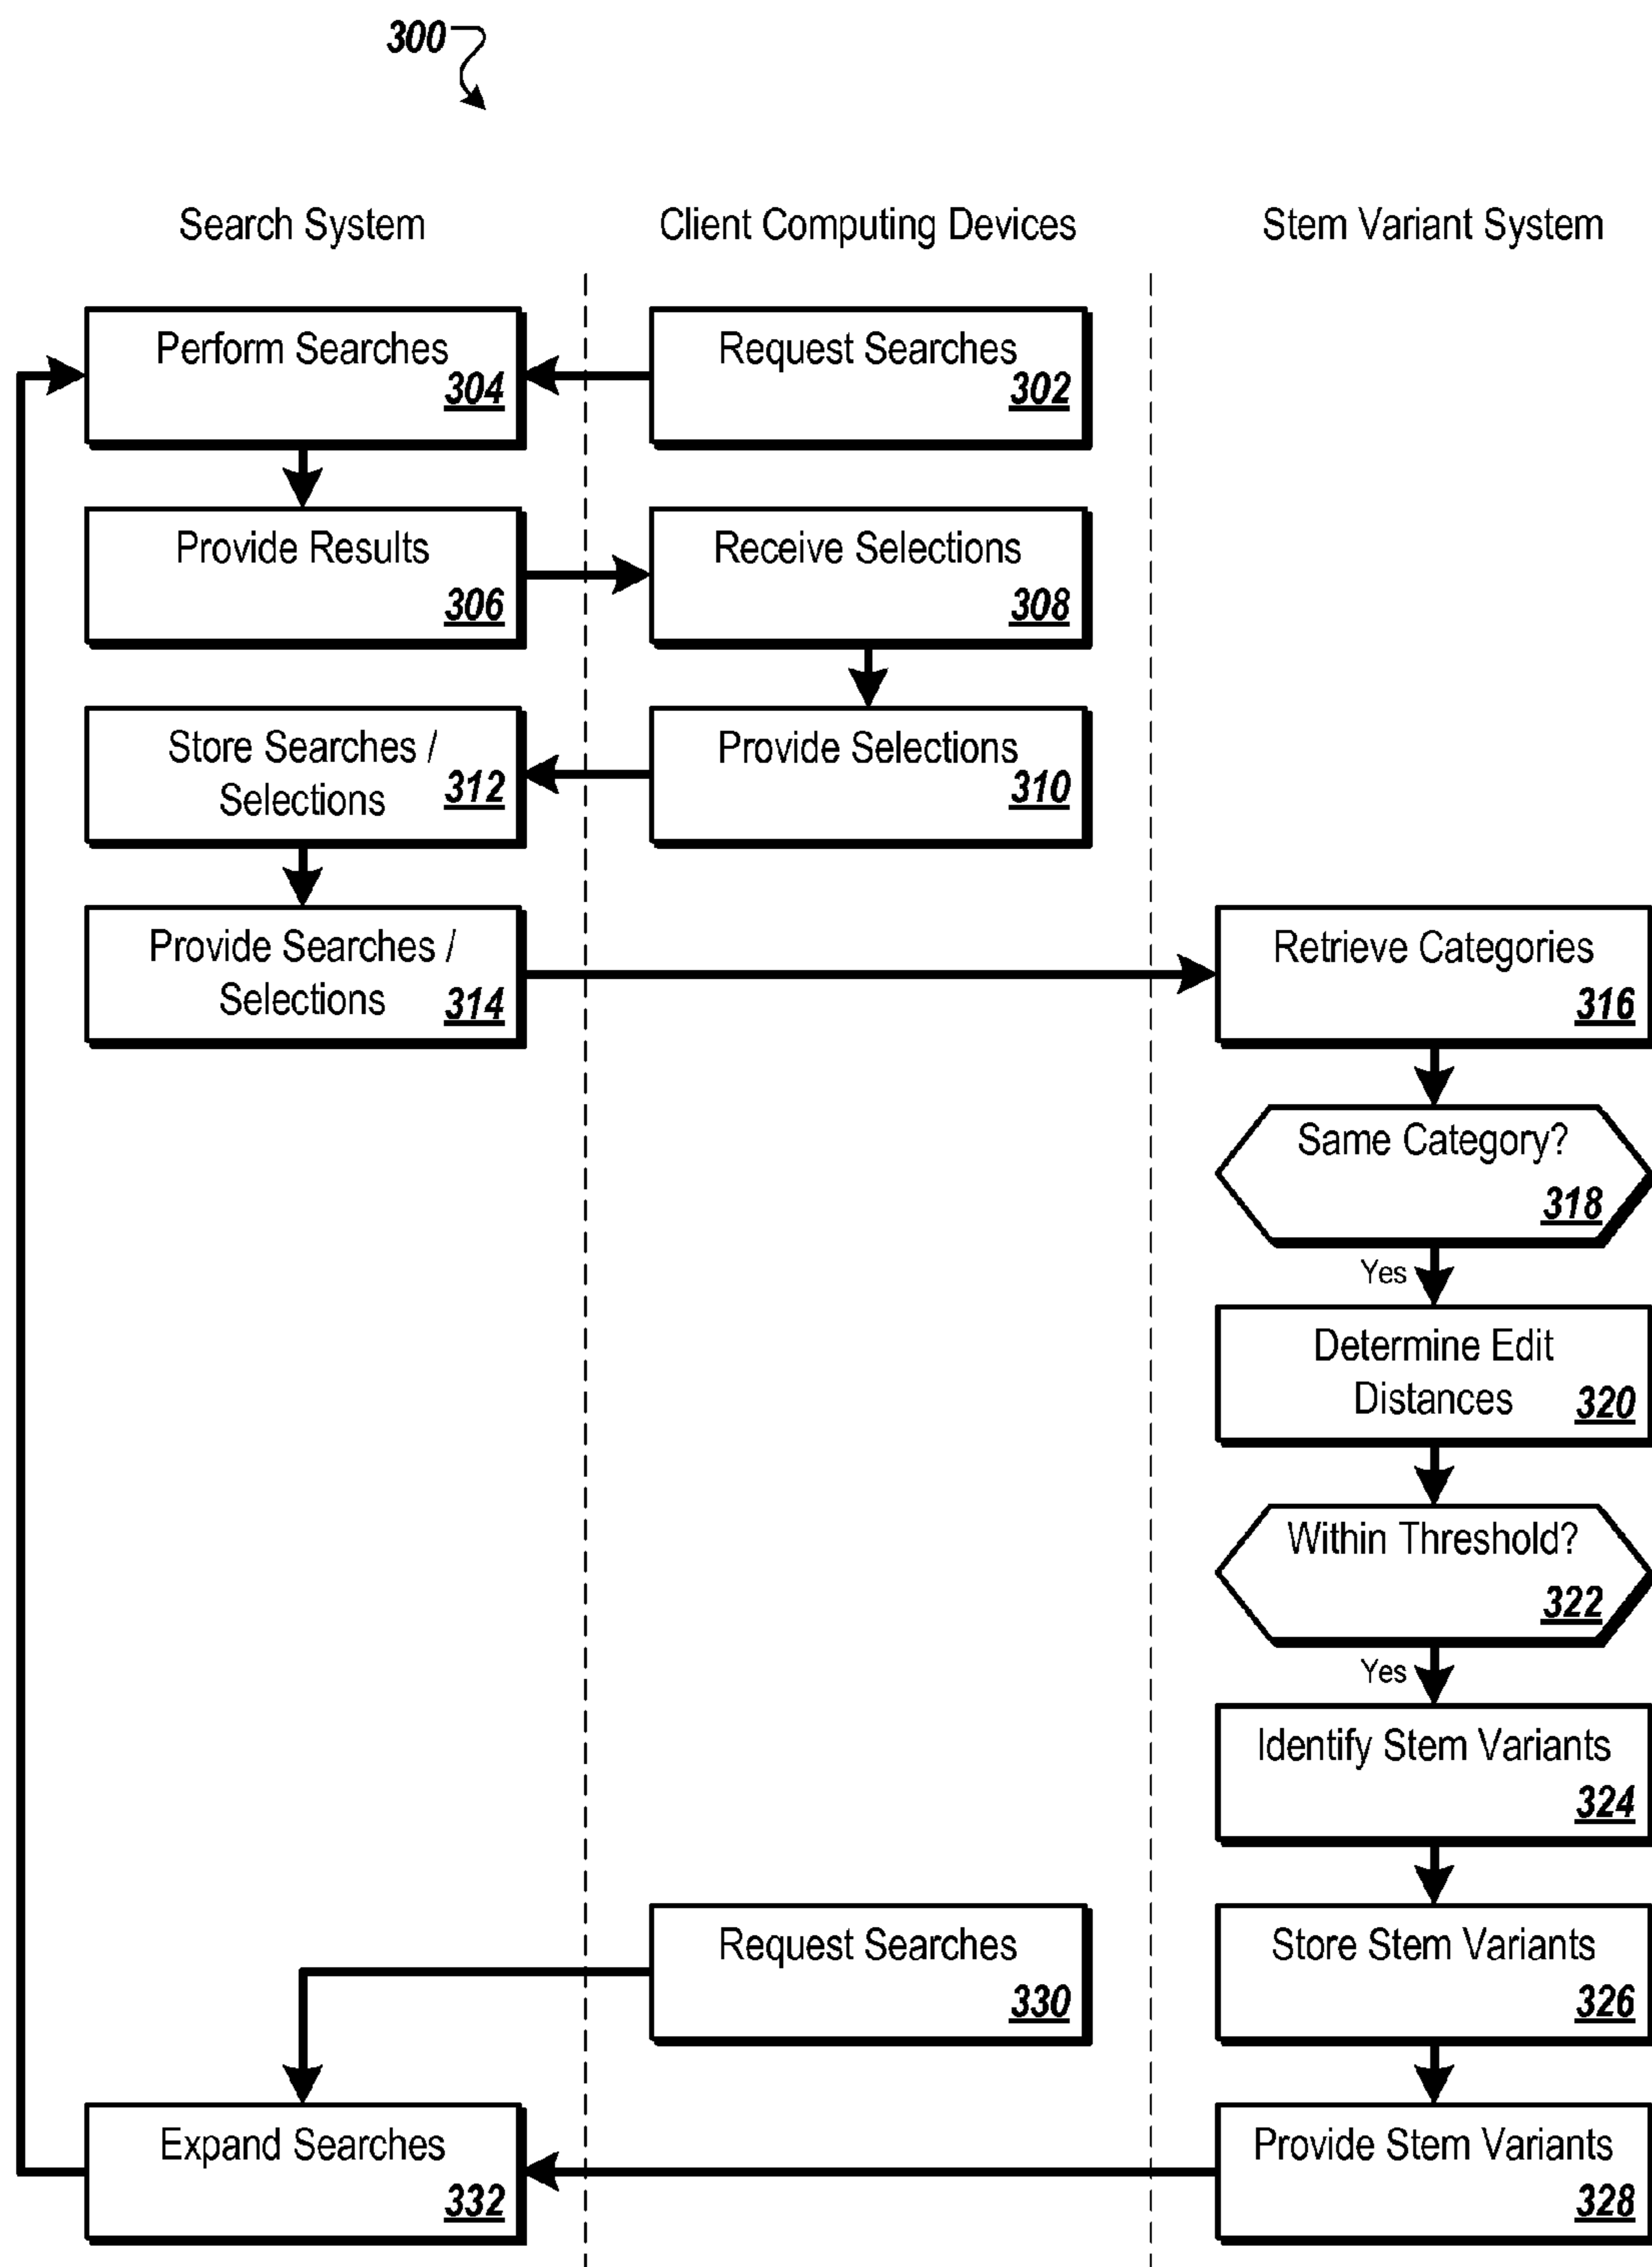 300
Search System
Client Computing Devices
Stem Variant System
Perform Searches
304
Request Searches
302
Provide Results
306
Receive Selections
308
Store Searches /
Selections
312
Provide Selections
310
Provide Searches /
Selections
314
Retrieve Categories
316
Same Category?
318
Yes
Determine Edit
Distances
320
Within Threshold?
322
Yes
Identify Stem Variants
324
Request Searches
330
Store Stem Variants
326
Expand Searches
332
Provide Stem Variants
328